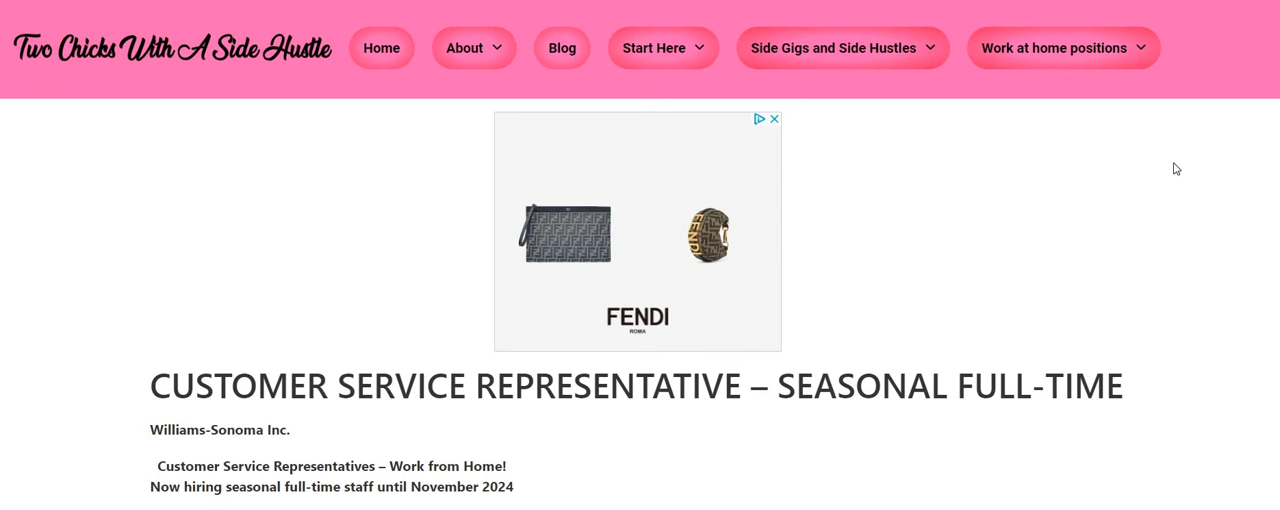 Two Chicks With A Side Hustle Home About Blog Start Here Side Gigs and Side Hustles Work at home positions
FENDI
FENDI
ROMA
CUSTOMER SERVICE REPRESENTATIVE – SEASONAL FULL-TIME
Williams-Sonoma Inc.
Customer Service Representatives – Work from Home!
Now hiring seasonal full-time staff until November 2024